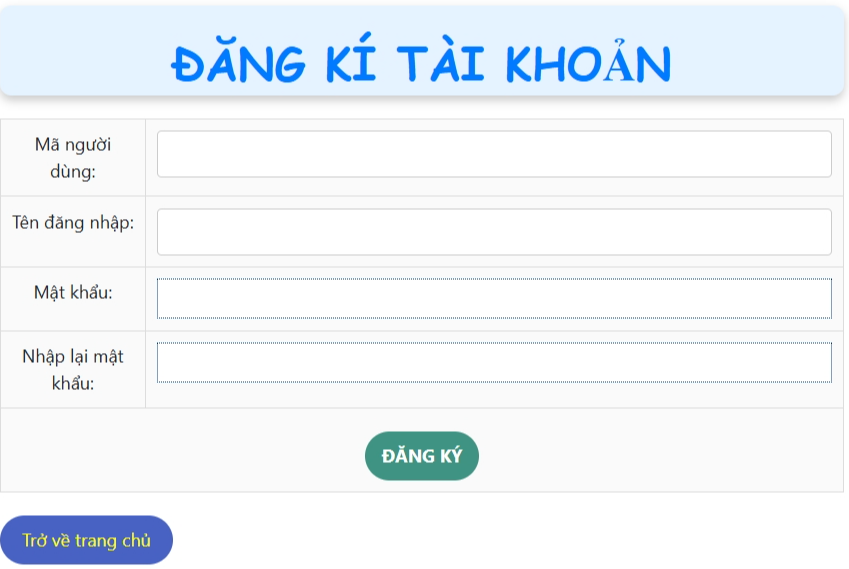 ĐĂNG KÍ TÀI KHOẢN
Mã người
dùng:
Tên đăng nhập:
Mật khẩu:
Nhập lại mật
khẩu:
ĐĂNG KÝ
Trở về trang chủ